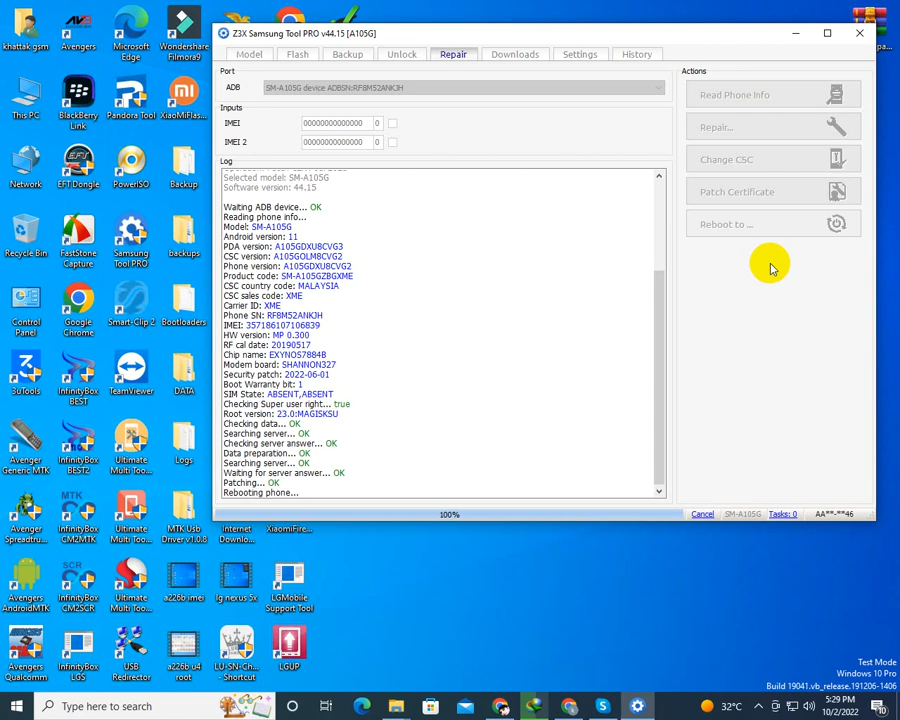 Z3X Samsung Tool PRO v44.15 [A105G]
Model
Flash
Backup
Unlock
Repair
Downloads
Settings
History
Port
ADB
SM-A105G device ADBSN:RF8M52ANKJH
Inputs
IMEI
00000000000000
0
IMEI 2
00000000000000
0
Log
Selected model: SM-A105G
Software version: 44.15
Waiting ADB device... OK
Reading phone info...
Model: SM-A105G
Android version: 11
PDA version: A105GDXU8CVG3
CSC version: A105GOLM8CVG2
Phone version: A105GDXU8CVG2
Product code: SM-A105GZBGXME
CSC country code: MALAYSIA
CSC sales code: XME
Carrier ID: XME
Phone SN: RF8M52ANKJH
IMEI: 357186107106839
HW version: MP 0.300
RF cal date: 20190517
Chip name: EXYNOS7884B
Modem board: SHANNON327
Security patch: 2022-06-01
Boot Warranty bit: 1
SIM State: ABSENT,ABSENT
Checking Super user right... true
Root version: 23.0:MAGISKSU
Checking data... OK
Searching server... OK
Checking server answer... OK
Data preparation... OK
Searching server... OK
Waiting for server answer... OK
Patching... OK
Rebooting phone...
Actions
Read Phone Info
Repair...
Change CSC
Patch Certificate
Reboot to ...
100%
Cancel
SM-A105G
Tasks: 0
AA**-**46
khattak gsm
Avengers
Microsoft
Edge
Wondershare
Filmora9
This PC
BlackBerry
Link
Pandora Tool
XiaoMiFlas...
Network
EFT Dongle
PowerISO
Backup
Recycle Bin
FastStone
Capture
Samsung
Tool PRO
backups
Control
Panel
Google
Chrome
Smart-Clip 2
Bootloaders
3uTools
InfinityBox
BEST
TeamViewer
DATA
Avenger
Generic MTK
InfinityBox
BEST2
Ultimate
Multi Too...
Logs
Avenger
Spreadtru...
InfinityBox
CM2MTK
Ultimate
Multi Too...
MTK Usb
Driver v1.0.8
Internet
Downlo...
XiaomiFire...
Avengers
AndroidMTK
InfinityBox
CM2SCR
Ultimate
Multi Too...
a226b imei
lg nexus 5x
LGMobile
Support Tool
Avengers
Qualcomm
InfinityBox
LGS
USB
Redirector
a226b u4
root
LU-SN-Ch...
- Shortcut
LGUP
Test Mode
Windows 10 Pro
Build 19041.vb_release.191206-1406
Type here to search
32°C
5:29 PM
10/2/2022